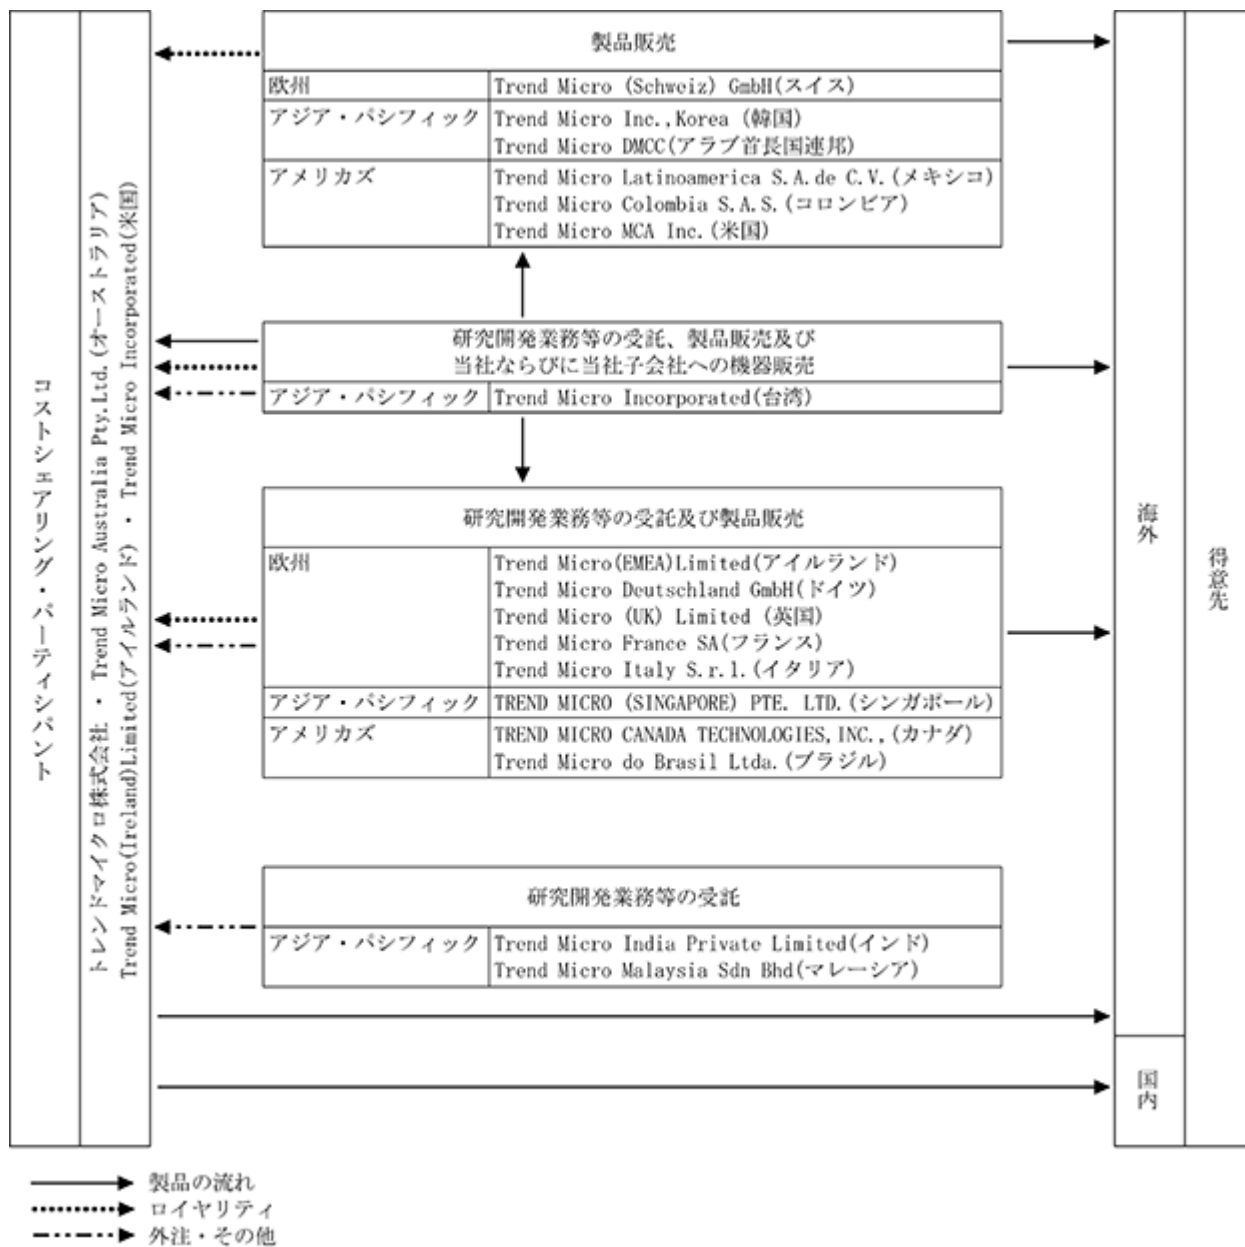 コストシェアリング・パーティシパント
トレンドマイクロ株式会社 ・ Trend Micro Australia Pty.Ltd.(オーストラリア)
Trend Micro(Ireland)Limited(アイルランド) ・ Trend Micro Incorporated(米国)
製品販売
欧州 Trend Micro (Schweiz) GmbH(スイス)
アジア・パシフィック Trend Micro Inc.,Korea (韓国)
Trend Micro DMCC(アラブ首長国連邦)
アメリカズ Trend Micro Latinoamerica S.A.de C.V.(メキシコ)
Trend Micro Colombia S.A.S.(コロンビア)
Trend Micro MCA Inc.(米国)
研究開発業務等の受託、製品販売及び
当社ならびに当社子会社への機器販売
アジア・パシフィック Trend Micro Incorporated(台湾)
研究開発業務等の受託及び製品販売
欧州 Trend Micro(EMEA)Limited(アイルランド)
Trend Micro Deutschland GmbH(ドイツ)
Trend Micro (UK) Limited (英国)
Trend Micro France SA(フランス)
Trend Micro Italy S.r.l.(イタリア)
アジア・パシフィック TREND MICRO (SINGAPORE) PTE. LTD.(シンガポール)
アメリカズ TREND MICRO CANADA TECHNOLOGIES,INC.,(カナダ)
Trend Micro do Brasil Ltda.(ブラジル)
研究開発業務等の受託
アジア・パシフィック Trend Micro India Private Limited(インド)
Trend Micro Malaysia Sdn Bhd(マレーシア)
海外
国内
得意先
製品の流れ
ロイヤリティ
外注・その他